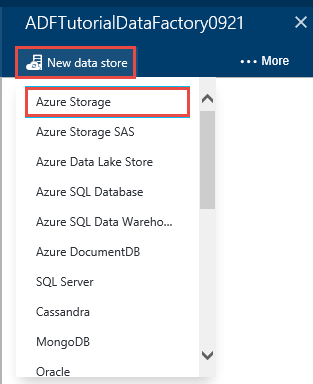 ADFTutorialDataFactory0921
New data store
••• More
Azure Storage
Azure Storage SAS
Azure Data Lake Store
Azure SQL Database
Azure SQL Data Wareho...
Azure DocumentDB
SQL Server
Cassandra
MongoDB
Oracle